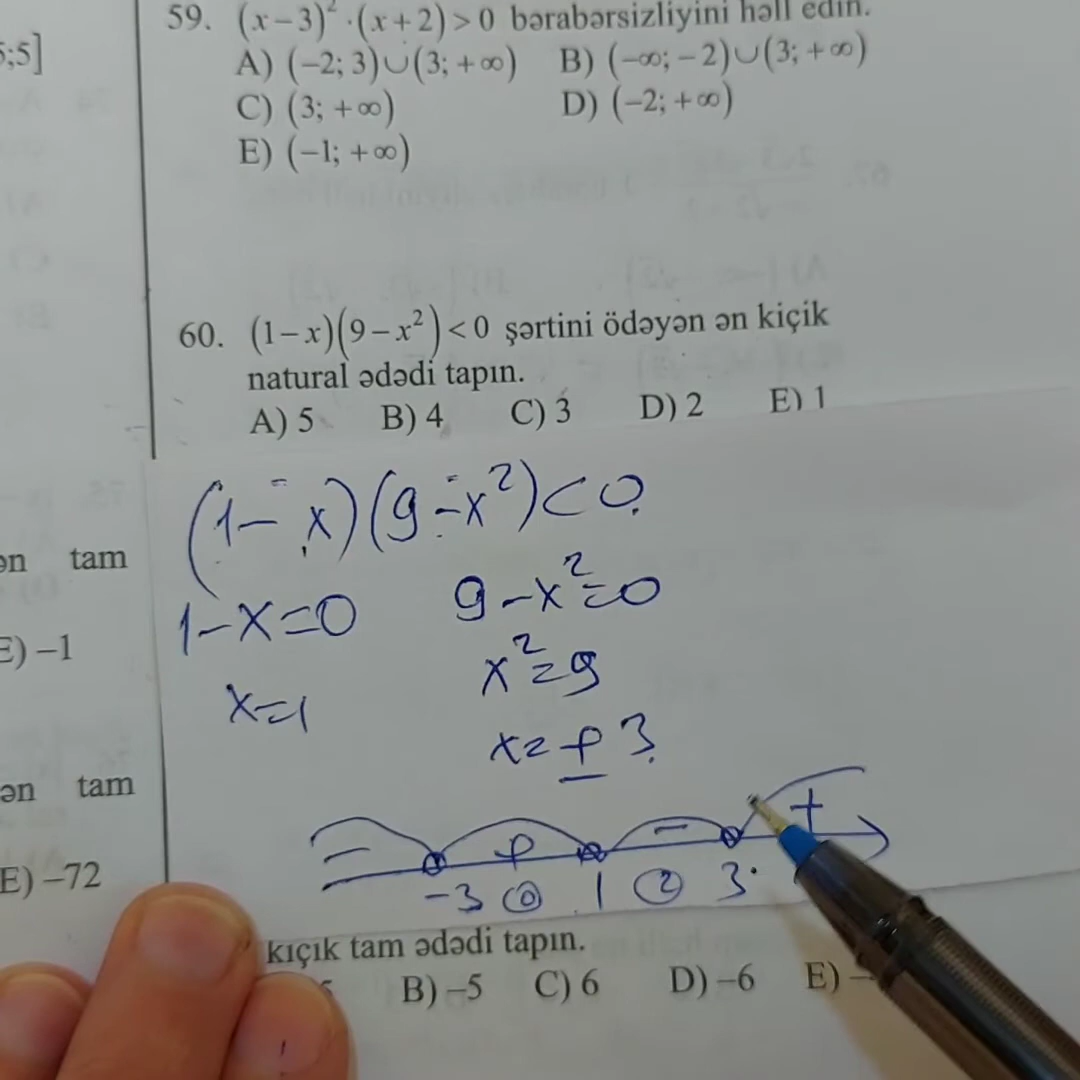 ;5]
59. (x−3)² ·(x+2)>0 bərabərsizliyini həll edin.
A) (−2; 3)∪(3; +∞) B) (−∞; −2)∪(3; +∞)
C) (3; +∞) D) (−2; +∞)
E) (−1; +∞)
60. (1−x)(9−x²)<0 şərtini ödəyən ən kiçik
natural ədədi tapın.
A) 5 B) 4 C) 3 D) 2 E) 1
(1−x)(9−x²)<0
1−x=0 9−x²=0
x²=9
x=1
x=±3
− + − +
−3 0 1 2 3
ən tam
E) −1
ən tam
E) −72
kiçik tam ədədi tapın.
B) −5 C) 6 D) −6 E) −